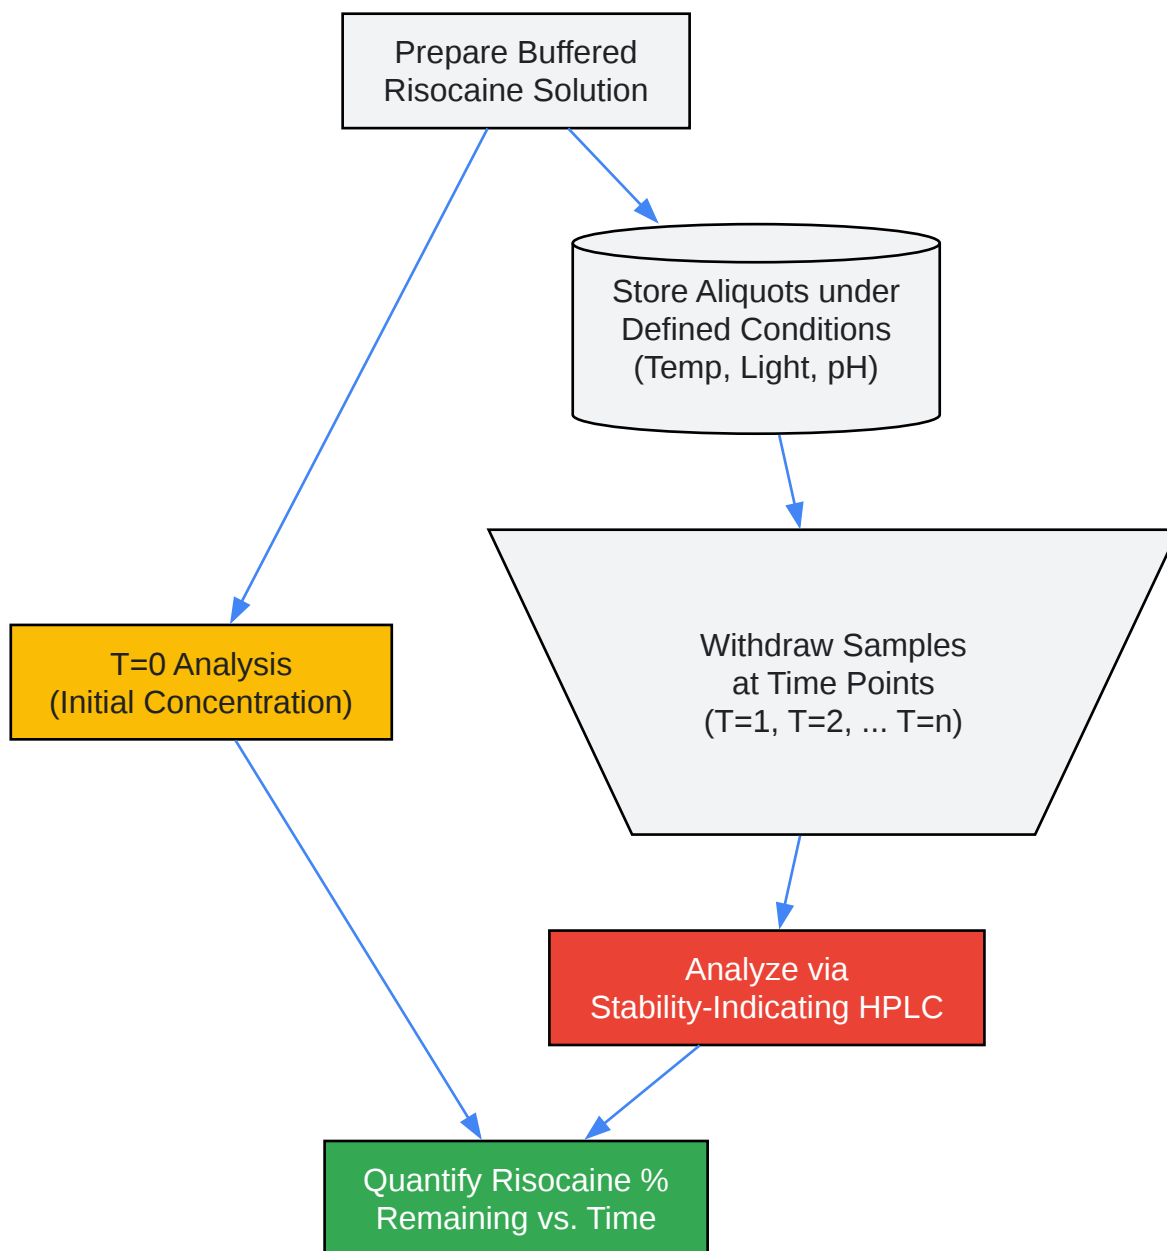 Prepare Buffered
Risocaine Solution
Store Aliquots under
Defined Conditions
(Temp, Light, pH)
T=0 Analysis
(Initial Concentration)
Withdraw Samples
at Time Points
(T=1, T=2, ... T=n)
Analyze via
Stability-Indicating HPLC
Quantify Risocaine %
Remaining vs. Time